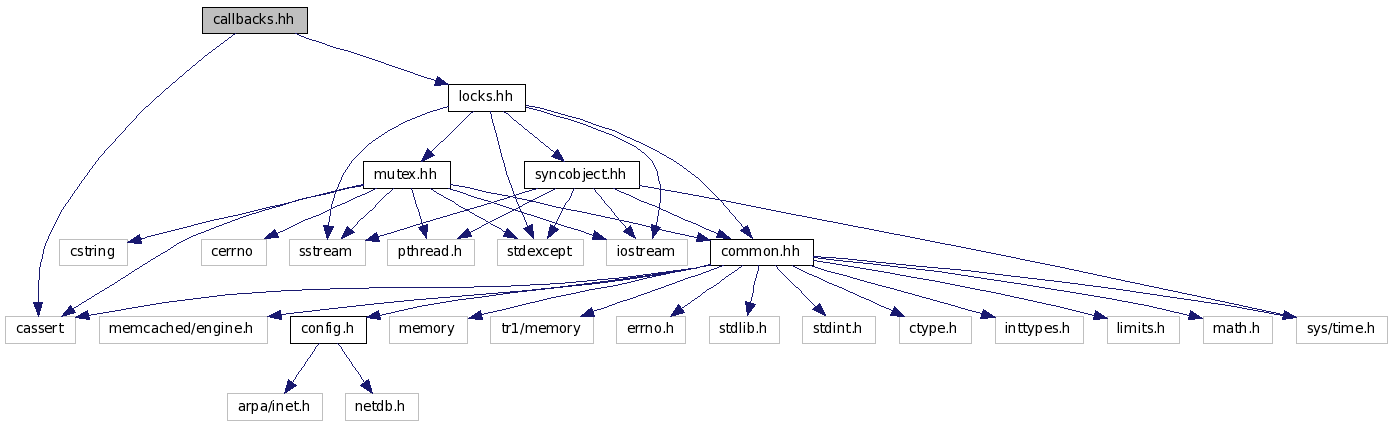 callbacks.hh
locks.hh
mutex.hh
syncobject.hh
cstring
cerrno
sstream
pthread.h
stdexcept
iostream
common.hh
cassert
memcached/engine.h
config.h
memory
tr1/memory
errno.h
stdlib.h
stdint.h
ctype.h
inttypes.h
limits.h
math.h
sys/time.h
arpa/inet.h
netdb.h